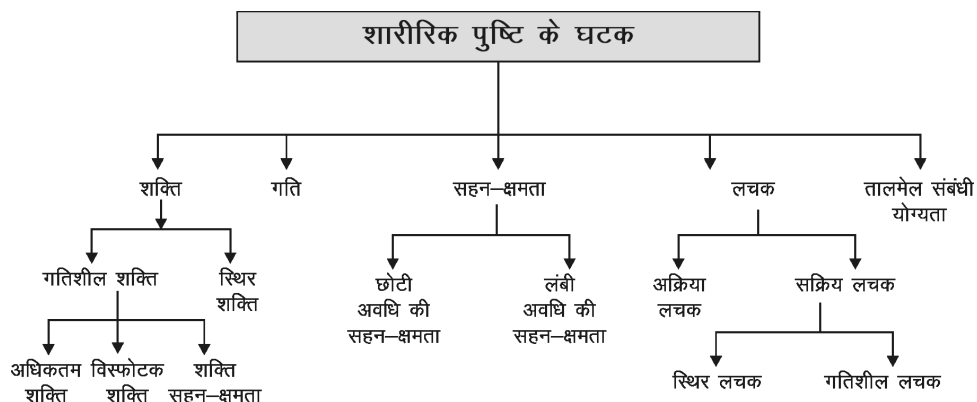 शारीरिक पुष्टि के घटक
शक्ति
गति
सहन–क्षमता
लचक
तालमेल संबंधी
योग्यता
गतिशील शक्ति
स्थिर
शक्ति
छोटी
अवधि की
सहन–क्षमता
लंबी
अवधि की
सहन–क्षमता
अक्रिया
लचक
सक्रिय लचक
अधिकतम
शक्ति
विस्फोटक
शक्ति
शक्ति
सहन–क्षमता
स्थिर लचक
गतिशील लचक